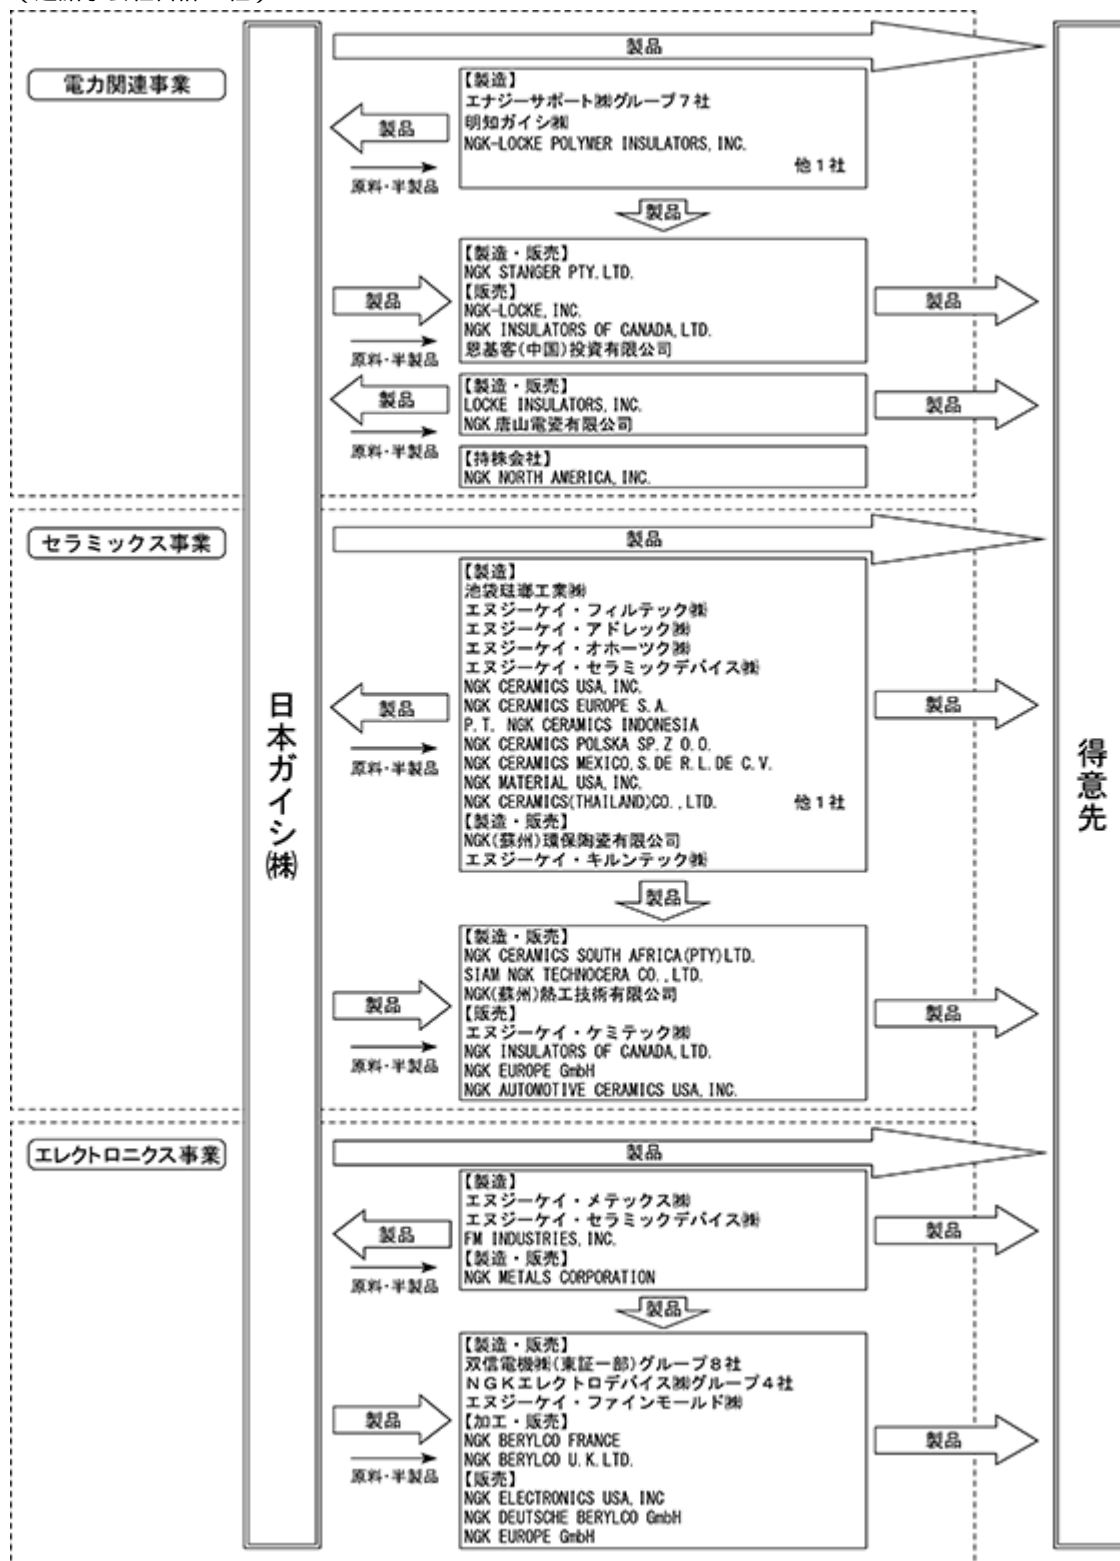 日本ガイシ㈱
得意先
電力関連事業
製品
【製造】
エナジーサポート㈱グループ7社
明知ガイシ㈱
NGK-LOCKE POLYMER INSULATORS, INC.
他1社
製品
原料・半製品
製品
【製造・販売】
NGK STANGER PTY. LTD.
【販売】
NGK-LOCKE, INC.
NGK INSULATORS OF CANADA, LTD.
恩基客(中国)投資有限公司
製品
原料・半製品
製品
【製造・販売】
LOCKE INSULATORS, INC.
NGK唐山電瓷有限公司
製品
原料・半製品
製品
【持株会社】
NGK NORTH AMERICA, INC.
セラミックス事業
製品
【製造】
池袋琺瑯工業㈱
エヌジーケイ・フィルテック㈱
エヌジーケイ・アドレック㈱
エヌジーケイ・オホーツク㈱
エヌジーケイ・セラミックデバイス㈱
NGK CERAMICS USA, INC.
NGK CERAMICS EUROPE S.A.
P.T. NGK CERAMICS INDONESIA
NGK CERAMICS POLSKA SP. Z O.O.
NGK CERAMICS MEXICO, S. DE R.L. DE C.V.
NGK MATERIAL USA, INC.
NGK CERAMICS(THAILAND)CO., LTD. 他1社
【製造・販売】
NGK(蘇州)環保陶瓷有限公司
エヌジーケイ・キルンテック㈱
製品
原料・半製品
製品
製品
【製造・販売】
NGK CERAMICS SOUTH AFRICA(PTY)LTD.
SIAM NGK TECHNOCERA CO., LTD.
NGK(蘇州)熱工技術有限公司
【販売】
エヌジーケイ・ケミテック㈱
NGK INSULATORS OF CANADA, LTD.
NGK EUROPE GmbH
NGK AUTOMOTIVE CERAMICS USA, INC.
製品
原料・半製品
製品
エレクトロニクス事業
製品
【製造】
エヌジーケイ・メテックス㈱
エヌジーケイ・セラミックデバイス㈱
FM INDUSTRIES, INC.
【製造・販売】
NGK METALS CORPORATION
製品
原料・半製品
製品
製品
【製造・販売】
双信電機㈱(東証一部)グループ8社
NGKエレクトロデバイス㈱グループ4社
エヌジーケイ・ファインモールド㈱
【加工・販売】
NGK BERYLCO FRANCE
NGK BERYLCO U.K. LTD.
【販売】
NGK ELECTRONICS USA, INC
NGK DEUTSCHE BERYLCO GmbH
NGK EUROPE GmbH
製品
原料・半製品
製品